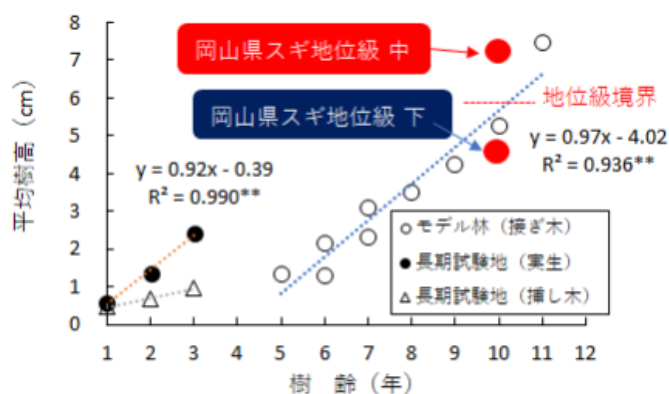 8
7
6
5
4
3
2
1
0
平均樹高（cm）
岡山県スギ地位級 中
岡山県スギ地位級 下
地位級境界
y = 0.92x - 0.39
R² = 0.990**
y = 0.97x - 4.02
R² = 0.936**
モデル林（接ぎ木）
長期試験地（実生）
長期試験地（挿し木）
1 2 3 4 5 6 7 8 9 10 11 12
樹　齢（年）